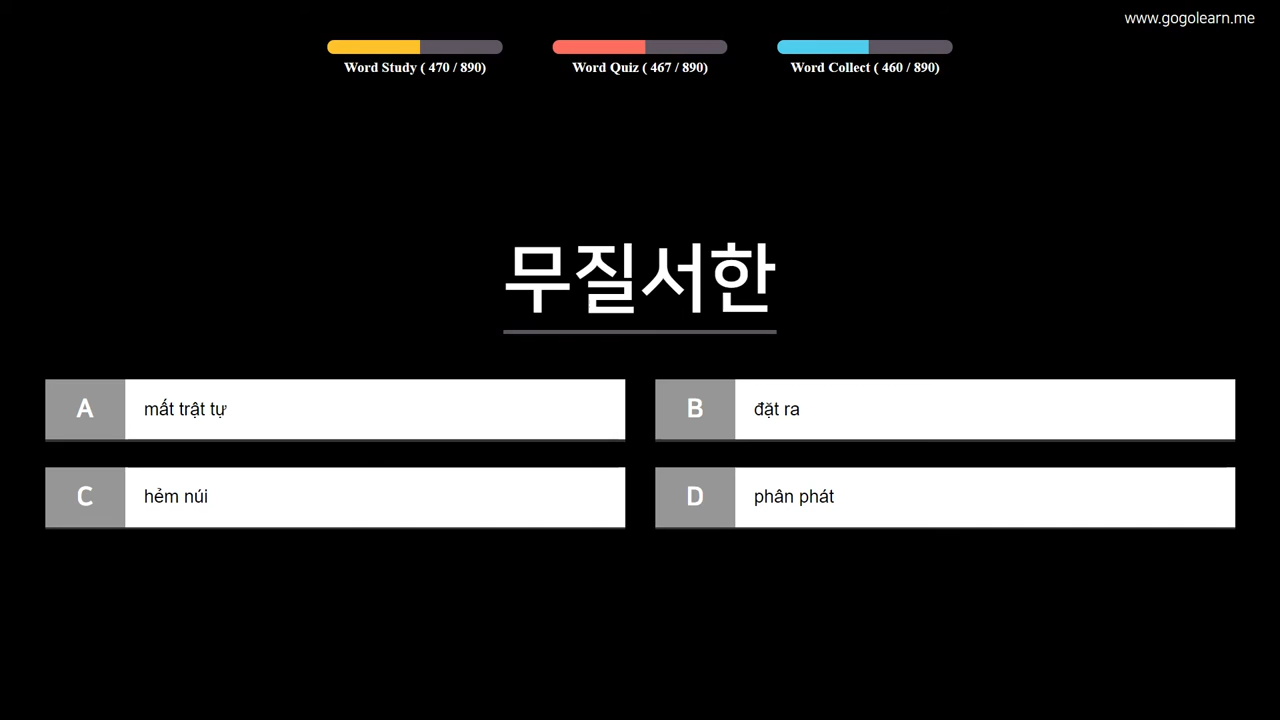 www.gogolearn.me
Word Study ( 470 / 890)
Word Quiz ( 467 / 890)
Word Collect ( 460 / 890)
무질서한
A mất trật tự
B đặt ra
C hẻm núi
D phân phát